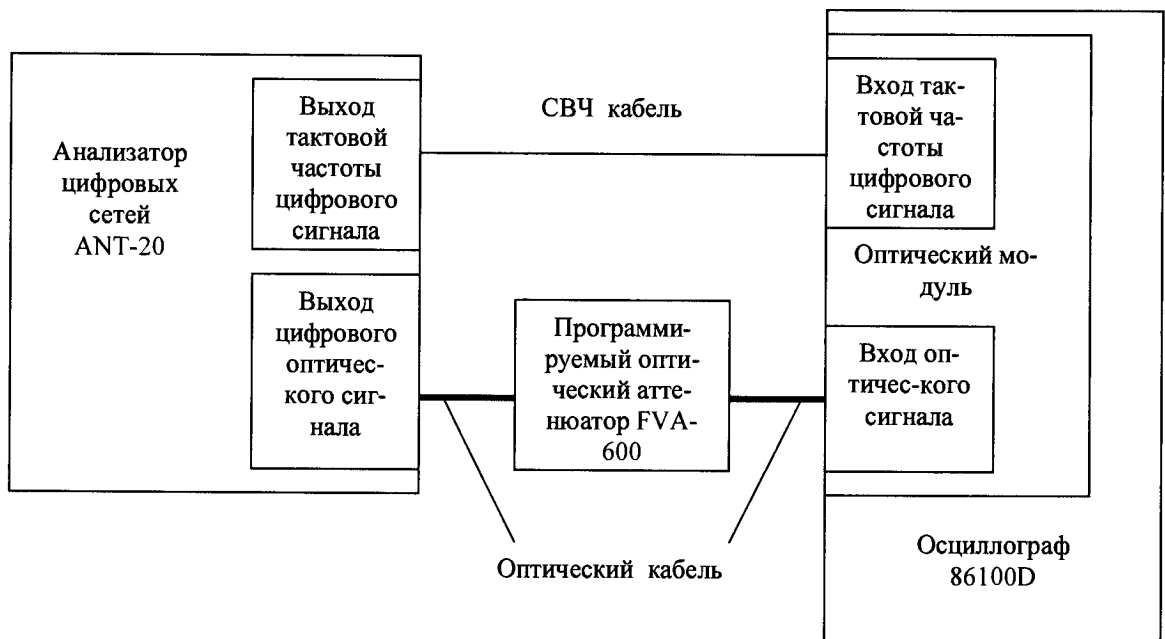 Анализатор
цифровых
сетей
ANT-20
Выход
тактовой
частоты
цифрового
сигнала
СВЧ кабель
Вход так-
товой ча-
стоты
цифрового
сигнала
Оптический мо-
дуль
Выход
цифрового
оптичес-
кого сиг-
нала
Программи-
руемый опти-
ческий атте-
нюатор FVA-
600
Вход оп-
тичес-кого
сигнала
Оптический кабель
Осциллограф
86100D